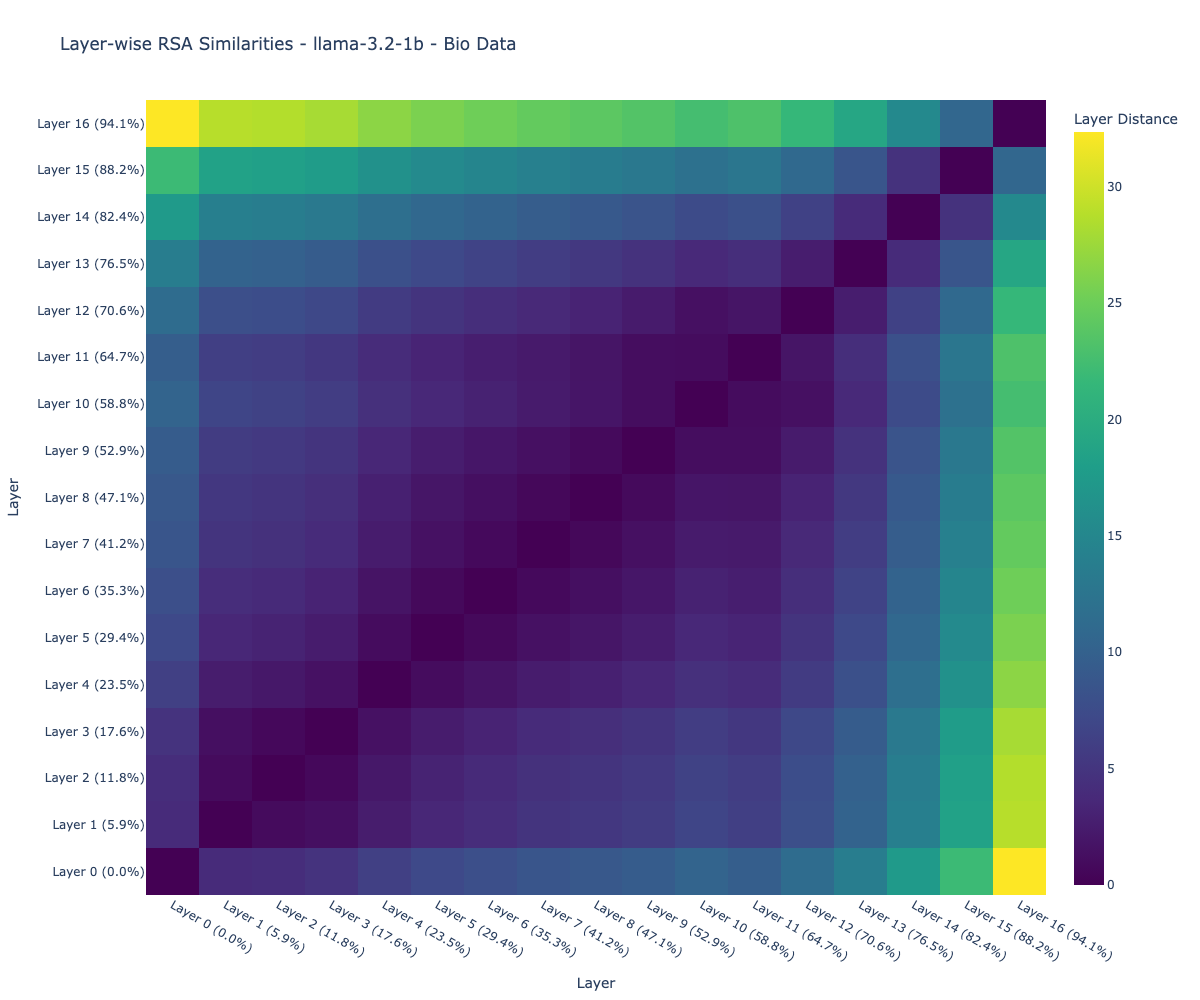 Layer-wise RSA Similarities - llama-3.2-1b - Bio Data
Layer Distance
Layer 16 (94.1%)
Layer 15 (88.2%)
Layer 14 (82.4%)
Layer 13 (76.5%)
Layer 12 (70.6%)
Layer 11 (64.7%)
Layer 10 (58.8%)
Layer 9 (52.9%)
Layer 8 (47.1%)
Layer 7 (41.2%)
Layer 6 (35.3%)
Layer 5 (29.4%)
Layer 4 (23.5%)
Layer 3 (17.6%)
Layer 2 (11.8%)
Layer 1 (5.9%)
Layer 0 (0.0%)
Layer
30
25
20
15
10
5
0
Layer 0 (0.0%)
Layer 1 (5.9%)
Layer 2 (11.8%)
Layer 3 (17.6%)
Layer 4 (23.5%)
Layer 5 (29.4%)
Layer 6 (35.3%)
Layer 7 (41.2%)
Layer 8 (47.1%)
Layer 9 (52.9%)
Layer 10 (58.8%)
Layer 11 (64.7%)
Layer 12 (70.6%)
Layer 13 (76.5%)
Layer 14 (82.4%)
Layer 15 (88.2%)
Layer 16 (94.1%)
Layer